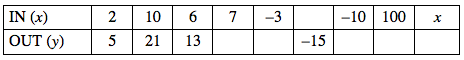 IN (x) 2 10 6 7 –3 –10 100 x
OUT (y) 5 21 13 –15